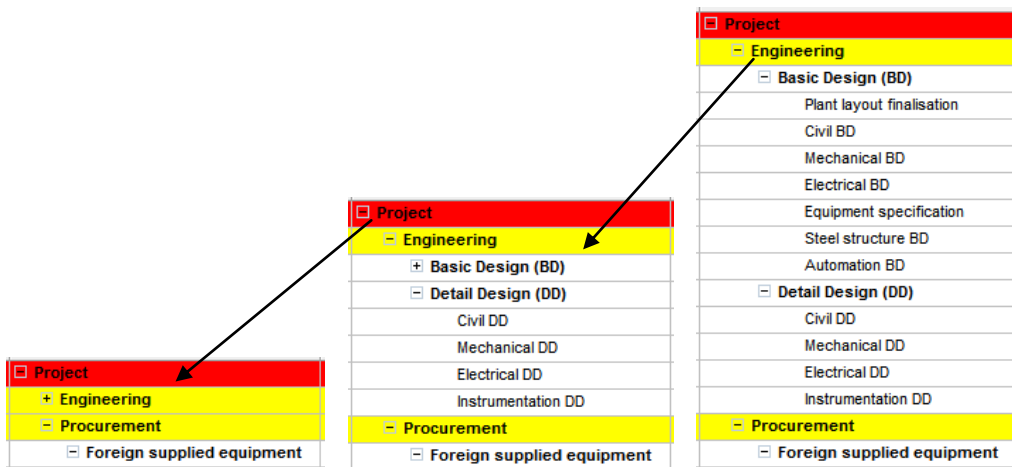 Project
Engineering
Procurement
Foreign supplied equipment
Project
Engineering
Basic Design (BD)
Detail Design (DD)
Civil DD
Mechanical DD
Electrical DD
Instrumentation DD
Procurement
Foreign supplied equipment
Project
Engineering
Basic Design (BD)
Plant layout finalisation
Civil BD
Mechanical BD
Electrical BD
Equipment specification
Steel structure BD
Automation BD
Detail Design (DD)
Civil DD
Mechanical DD
Electrical DD
Instrumentation DD
Procurement
Foreign supplied equipment